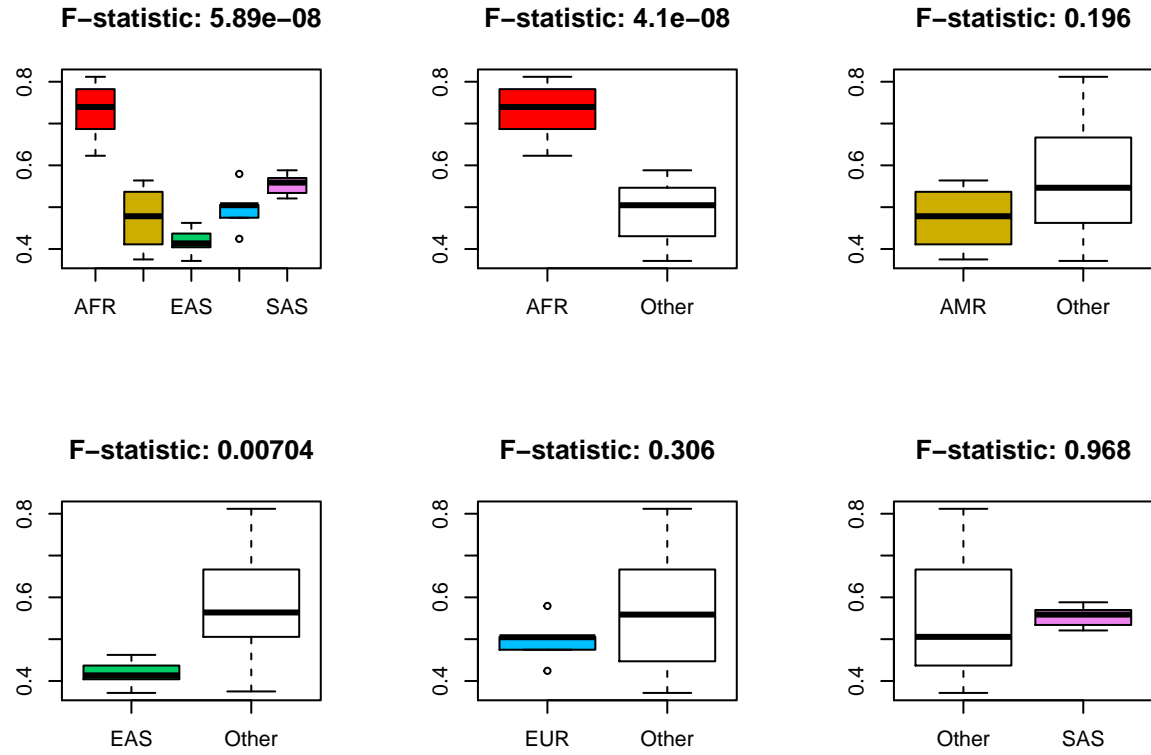 F−statistic: 5.89e−08
0.4 0.6 0.8
AFR EAS SAS
F−statistic: 4.1e−08
0.4 0.6 0.8
AFR Other
F−statistic: 0.196
0.4 0.6 0.8
AMR Other
F−statistic: 0.00704
0.4 0.6 0.8
EAS Other
F−statistic: 0.306
0.4 0.6 0.8
EUR Other
F−statistic: 0.968
0.4 0.6 0.8
Other SAS